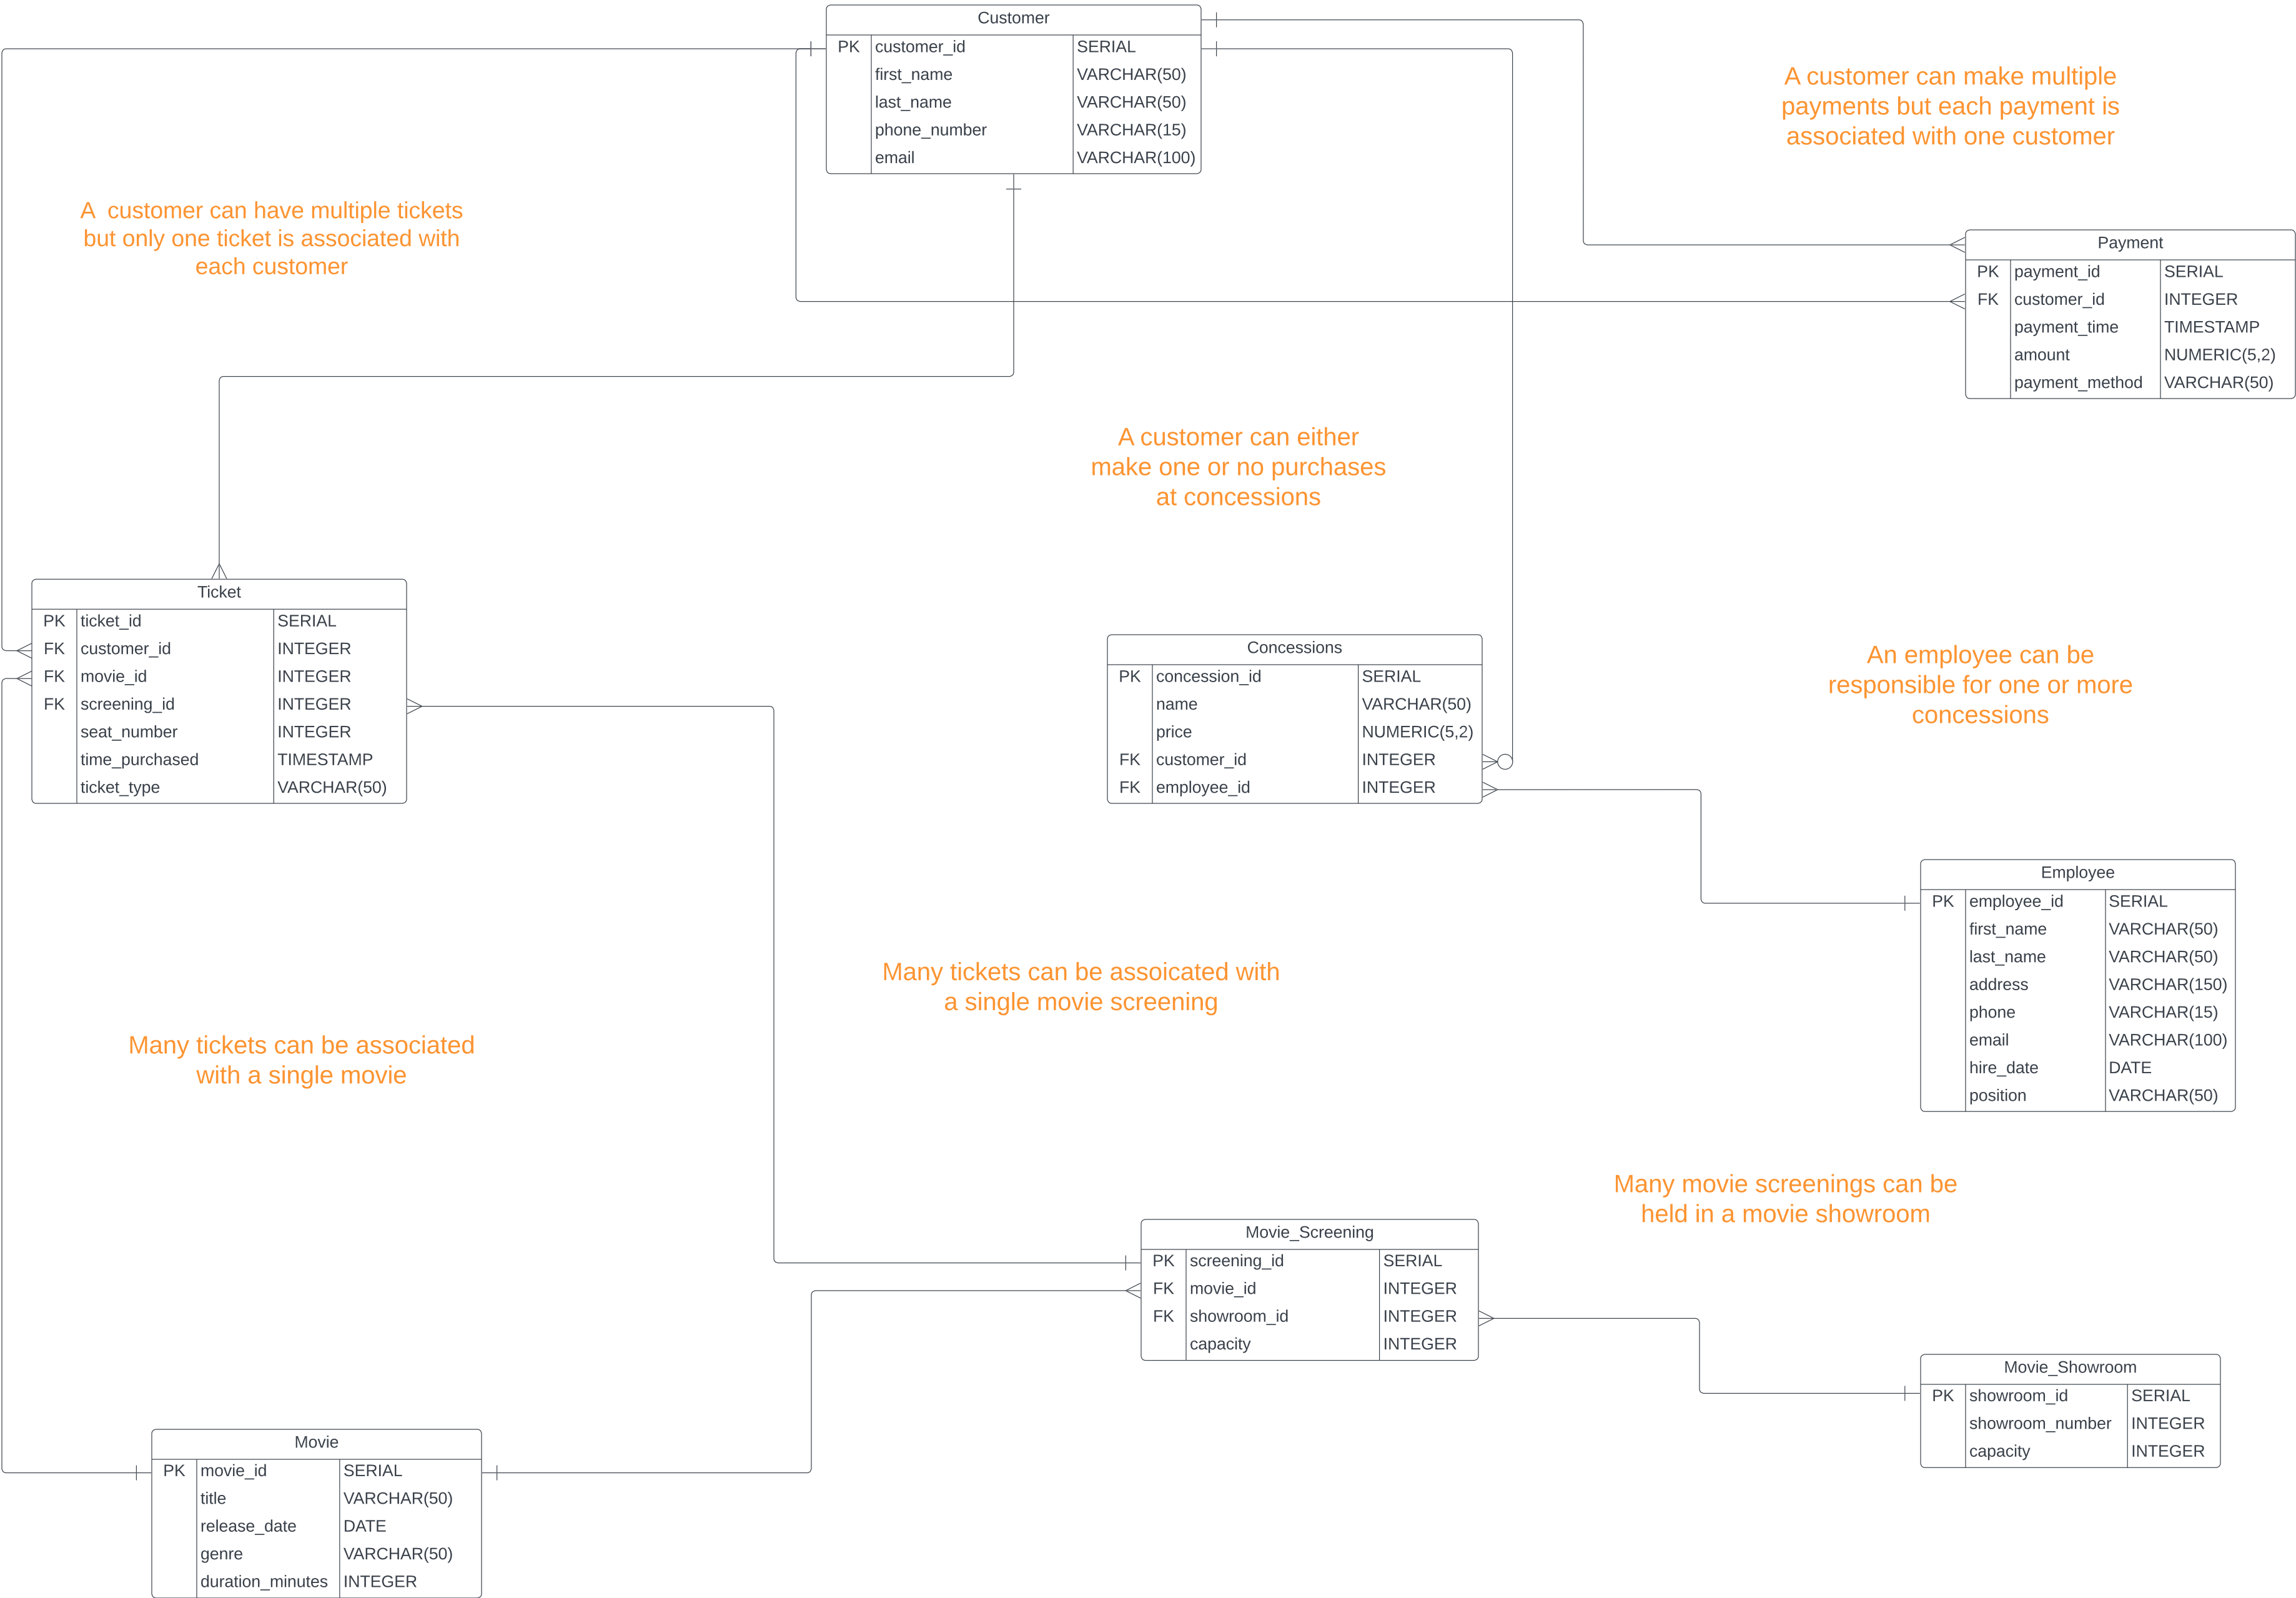 Customer
PK customer_id SERIAL
first_name VARCHAR(50)
last_name VARCHAR(50)
phone_number VARCHAR(15)
email VARCHAR(100)
A customer can make multiple
payments but each payment is
associated with one customer
A  customer can have multiple tickets
but only one ticket is associated with
each customer
Payment
PK payment_id SERIAL
FK customer_id INTEGER
payment_time TIMESTAMP
amount NUMERIC(5,2)
payment_method VARCHAR(50)
A customer can either
make one or no purchases
at concessions
Ticket
PK ticket_id SERIAL
FK customer_id INTEGER
FK movie_id INTEGER
FK screening_id INTEGER
seat_number INTEGER
time_purchased TIMESTAMP
ticket_type VARCHAR(50)
Concessions
PK concession_id SERIAL
name VARCHAR(50)
price NUMERIC(5,2)
FK customer_id INTEGER
FK employee_id INTEGER
An employee can be
responsible for one or more
concessions
Employee
PK employee_id SERIAL
first_name VARCHAR(50)
last_name VARCHAR(50)
address VARCHAR(150)
phone VARCHAR(15)
email VARCHAR(100)
hire_date DATE
position VARCHAR(50)
Many tickets can be assoicated with
a single movie screening
Many tickets can be associated
with a single movie
Many movie screenings can be
held in a movie showroom
Movie_Screening
PK screening_id SERIAL
FK movie_id INTEGER
FK showroom_id INTEGER
capacity INTEGER
Movie_Showroom
PK showroom_id SERIAL
showroom_number INTEGER
capacity INTEGER
Movie
PK movie_id SERIAL
title VARCHAR(50)
release_date DATE
genre VARCHAR(50)
duration_minutes INTEGER